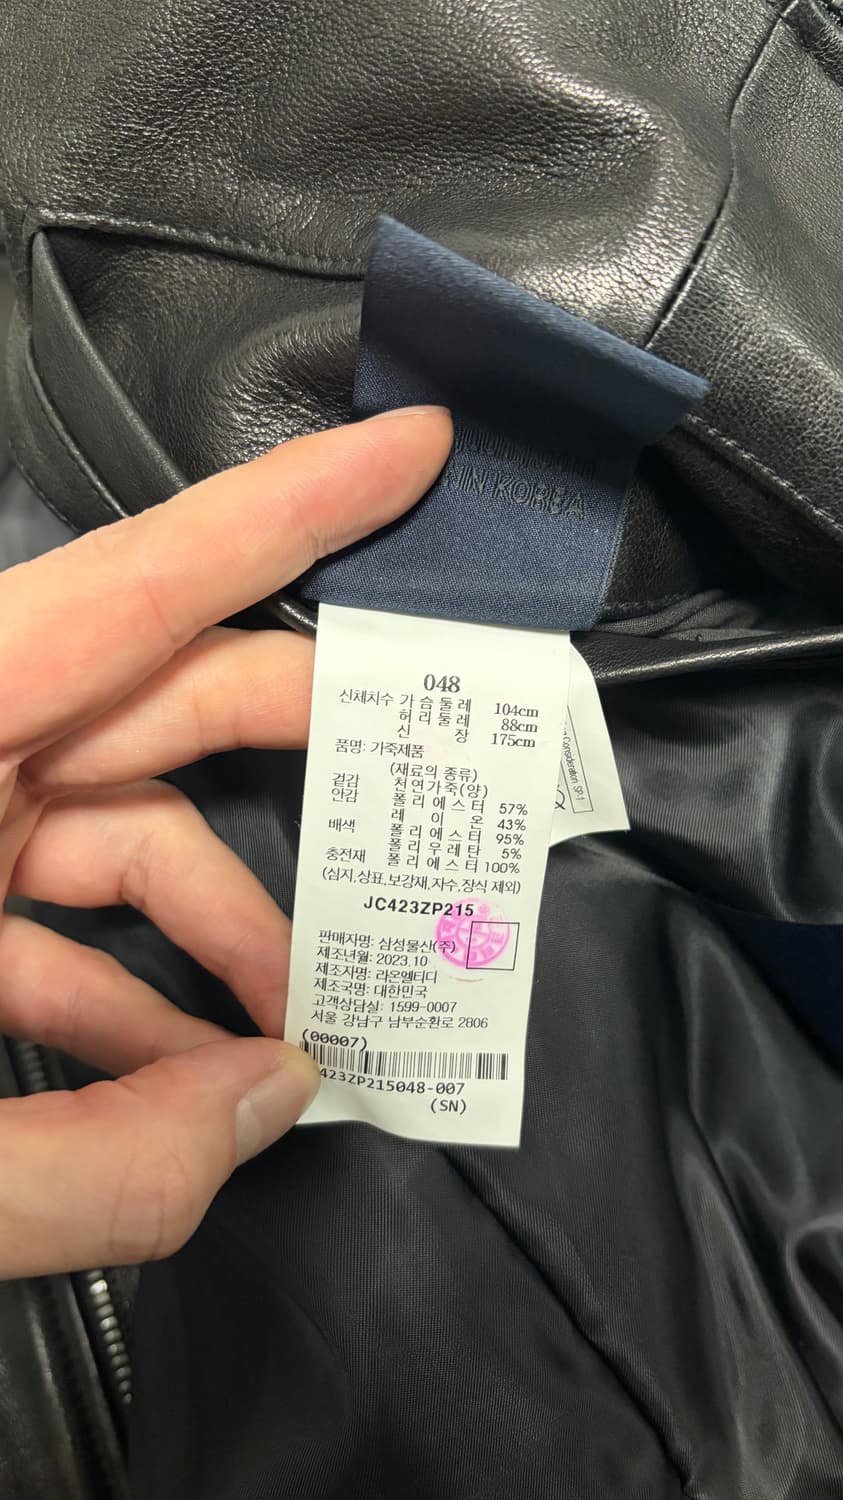 IN KOREA
048
신체치수 가슴둘레 104cm
허리둘레 88cm
신 장 175cm
품명: 가죽제품
(재료의 종류)
겉감 천연가죽(양)
안감 폴리에스터 57%
레 이 온 43%
배색 폴리에스터 95%
폴리우레탄 5%
충전재 폴리에스터 100%
(심지,상표,보강재,자수,장식 제외)
JC423ZP215
판매자명: 삼성물산(주)
제조년월: 2023.10
제조자명: 라온엘티디
제조국명: 대한민국
고객상담실: 1599-0007
서울 강남구 남부순환로 2806
(00007)
423ZP215048-007
(SN)
Consideration SF-1